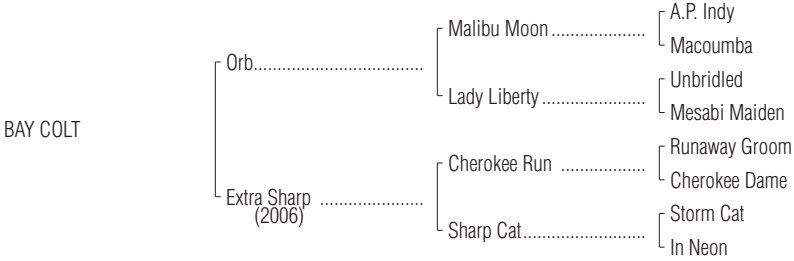 BAY COLT
Orb.................................
Extra Sharp ....................
(2006)
Malibu Moon ..................
Lady Liberty ....................
Cherokee Run ................
Sharp Cat.......................
A.P. Indy
Macoumba
Unbridled
Mesabi Maiden
Runaway Groom
Cherokee Dame
Storm Cat
In Neon